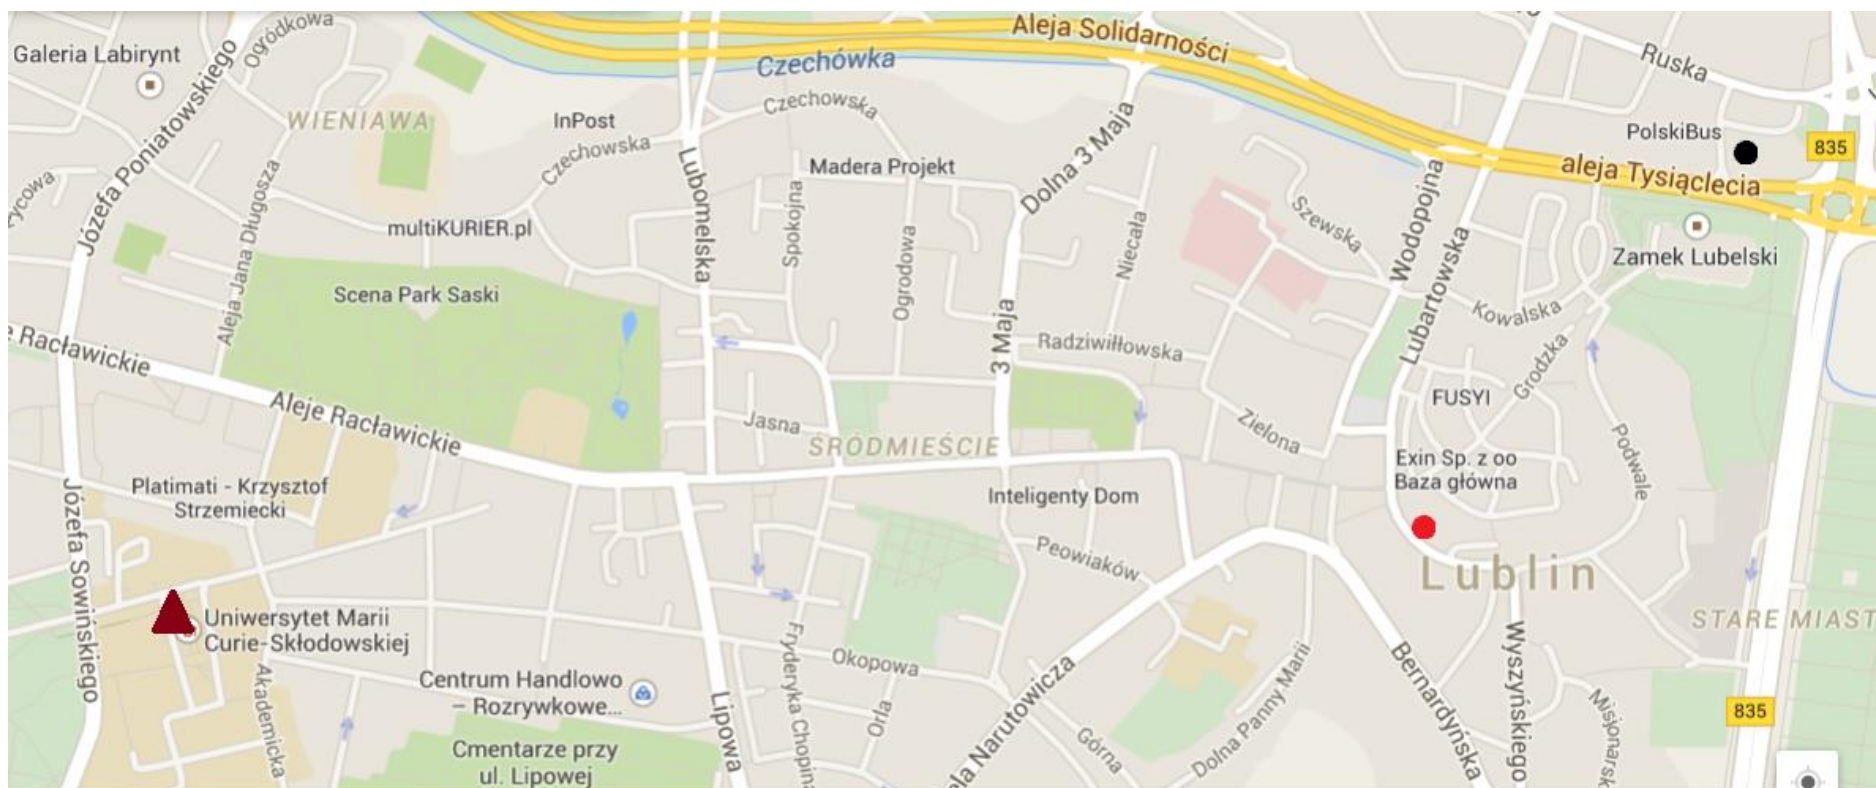 Galeria Labirynt
Ogródkowa
Józefa Poniatowskiego
WIENIAWA
InPost
Czechowska
Czechówka
Czechowska
Aleja Solidarności
Ruska
PolskiBus
835
aleja Tysiąclecia
Zamek Lubelski
Madera Projekt
Dolna 3 Maja
Lubomelska
Spokojna
Ogrodowa
Niecała
Szewska
Wodopojna
Lubartowska
Kowalska
Grodzka
multiKURIER.pl
Aleja Jana Długosza
Scena Park Saski
3 Maja
Radziwiłłowska
Racławickie
Aleje Racławickie
Jasna
ŚRÓDMIEŚCIE
Zielona
FUSYI
Exin Sp. z oo
Baza główna
Podwale
Platimati - Krzysztof
Strzemiecki
Inteligenty Dom
Peowiaków
Lublin
STARE MIAST
Józefa Sowińskiego
Uniwersytet Marii
Curie-Skłodowskiej
Akademicka
Centrum Handlowo
– Rozrywkowe...
Cmentarze przy
ul. Lipowej
Lipowa
Fryderyka Chopina
Okopowa
Orla
ela Narutowicza
Górna
Dolna Panny Marii
Bernardyńska
Wyszyńskiego
Misjonarsk
835